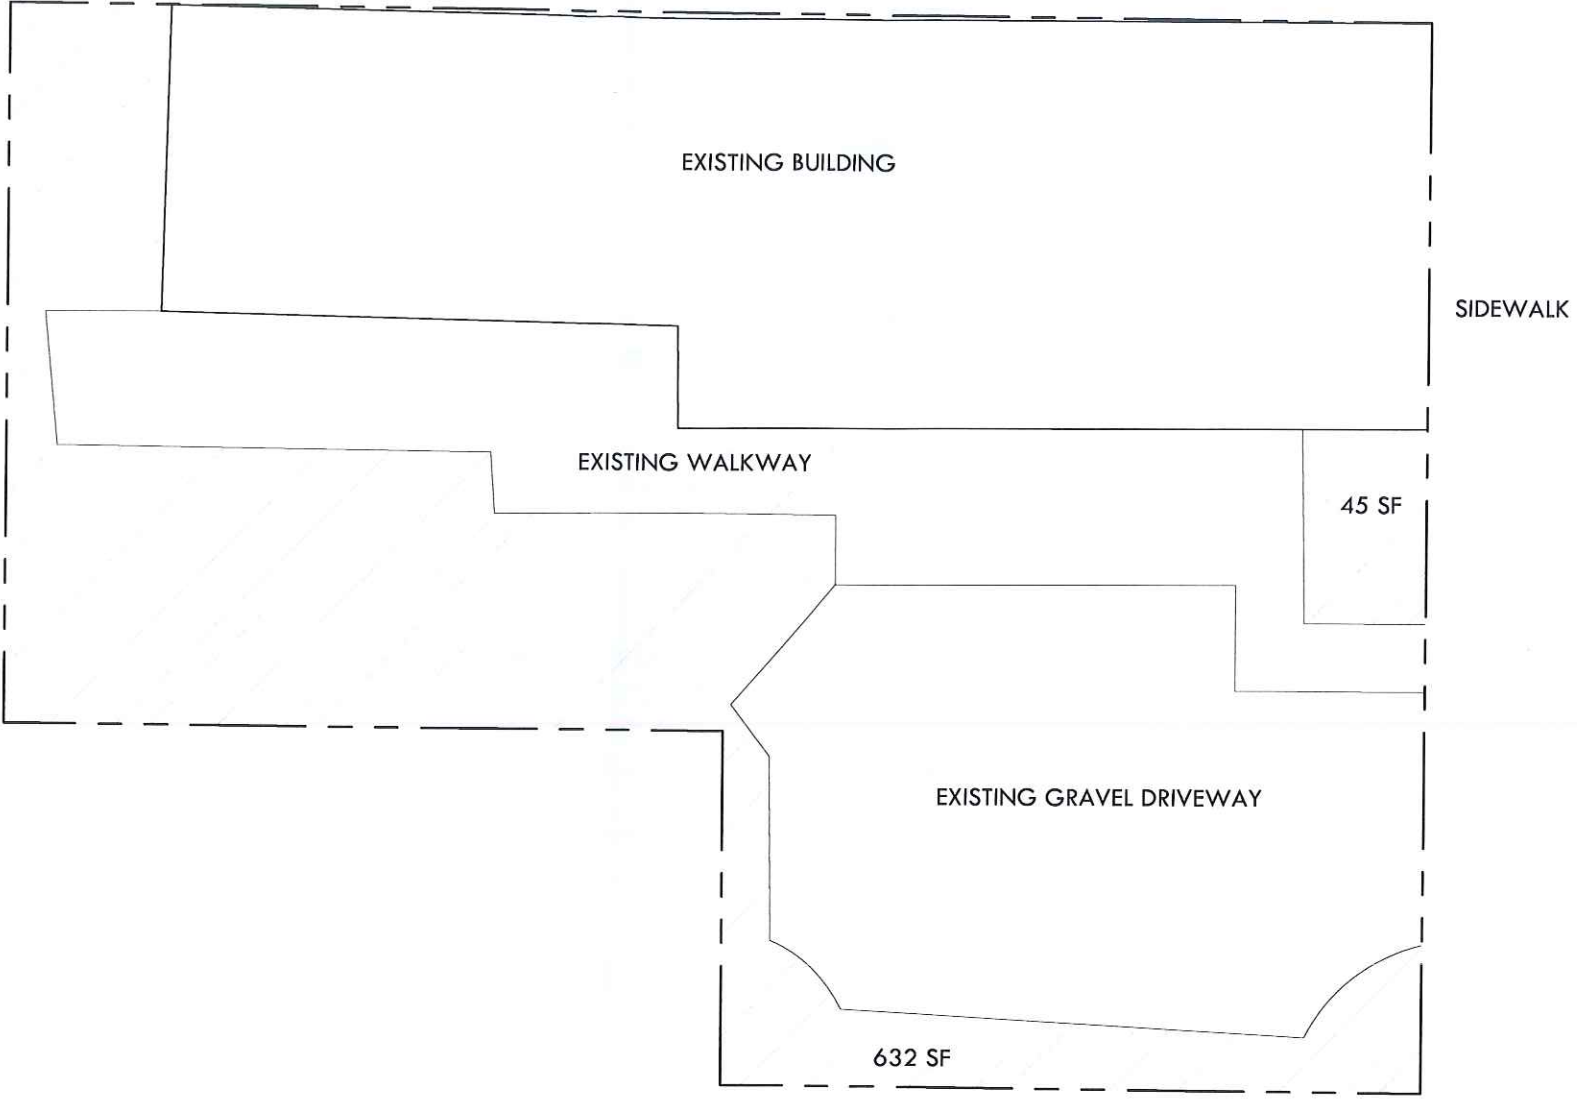 EXISTING BUILDING
SIDEWALK
EXISTING WALKWAY
45 SF
EXISTING GRAVEL DRIVEWAY
632 SF